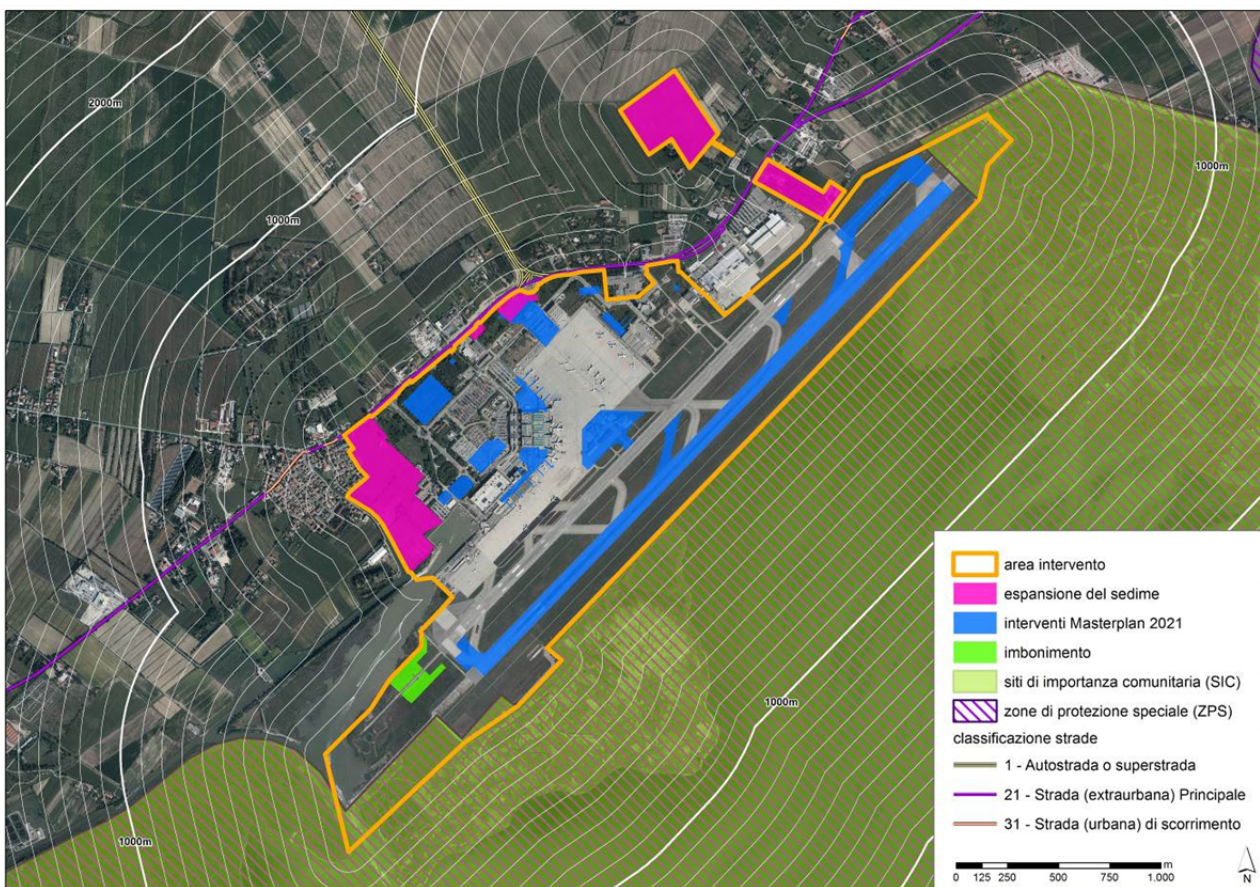 2000m
1000m
1000m
1000m
1000m
area intervento
espansione del sedime
interventi Masterplan 2021
imbonimento
siti di importanza comunitaria (SIC)
zone di protezione speciale (ZPS)
classificazione strade
1 - Autostrada o superstrada
21 - Strada (extraurbana) Principale
31 - Strada (urbana) di scorrimento
m
0 125 250 500 750 1.000
N